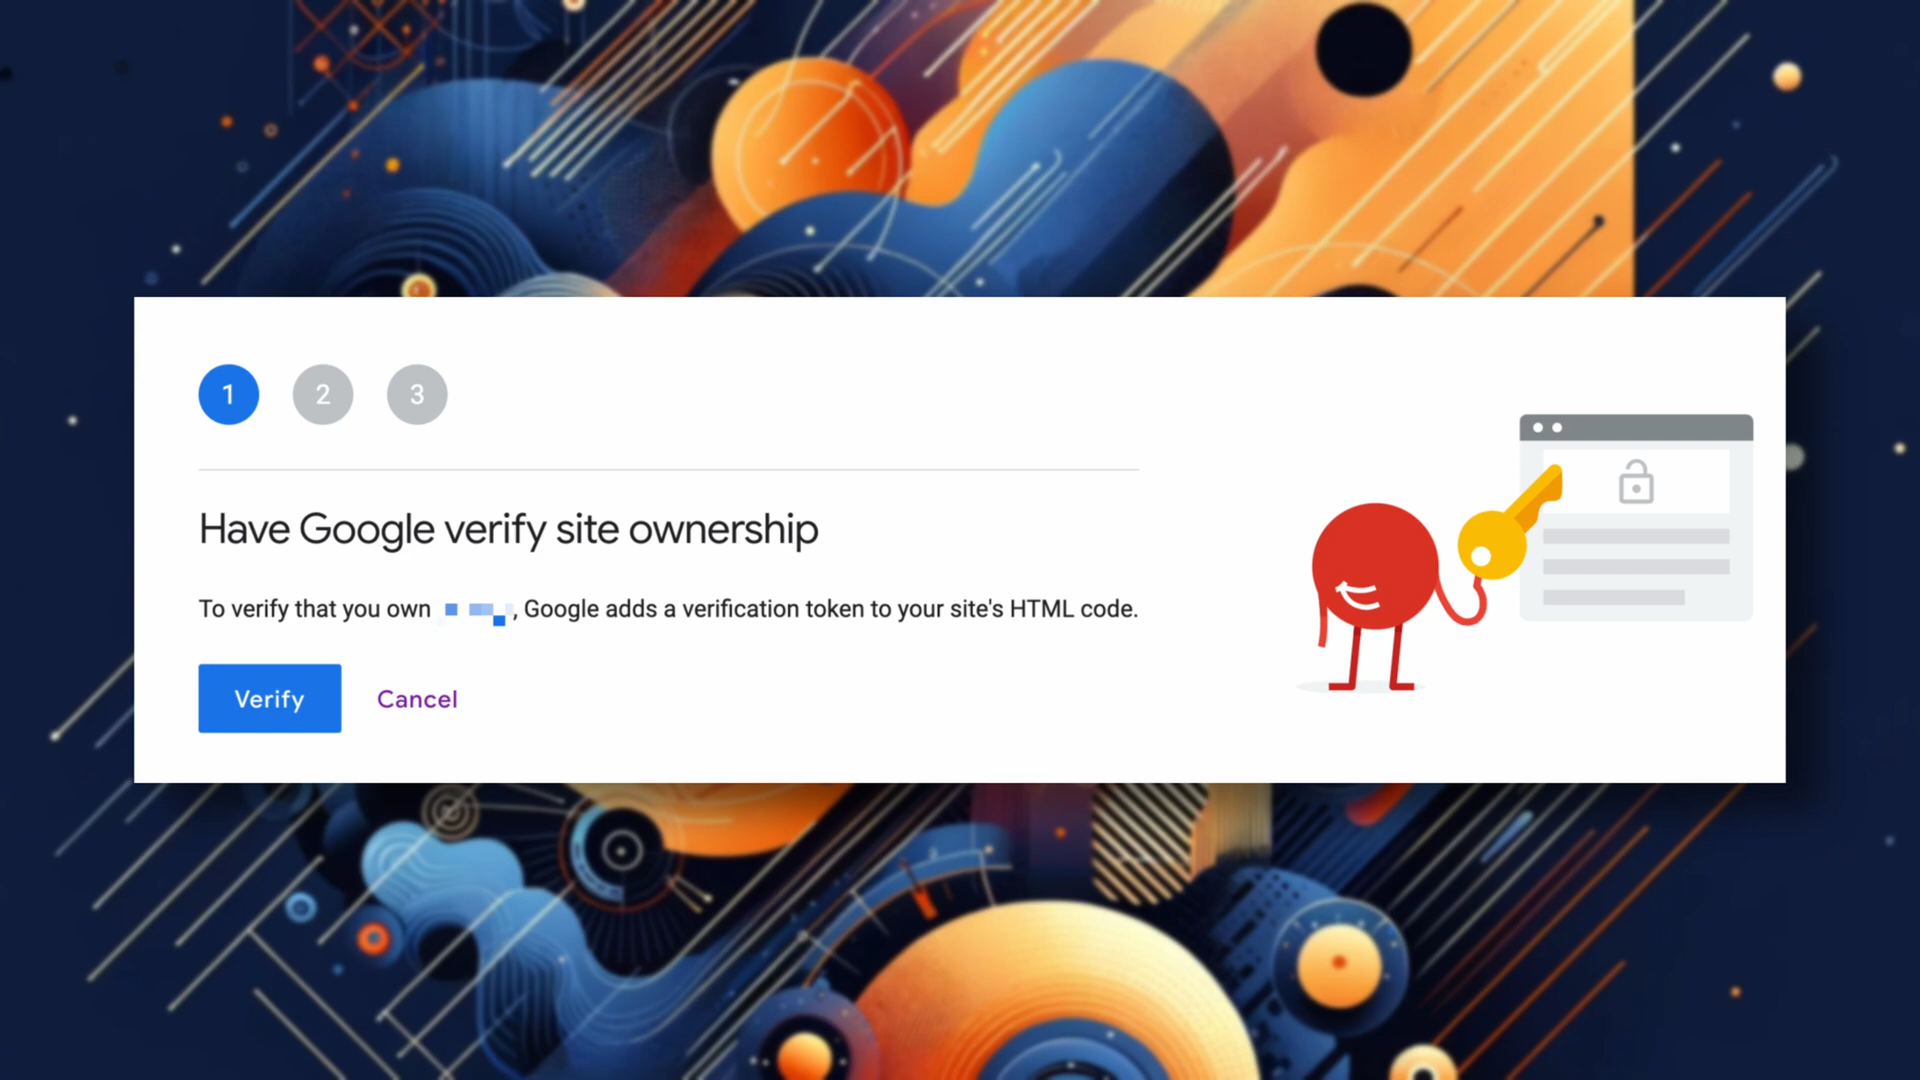 1 2 3
Have Google verify site ownership
To verify that you own , Google adds a verification token to your site's HTML code.
Verify Cancel